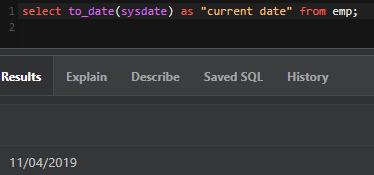 1 select to_date(sysdate) as "current date" from emp;
2
Results Explain Describe Saved SQL History
11/04/2019